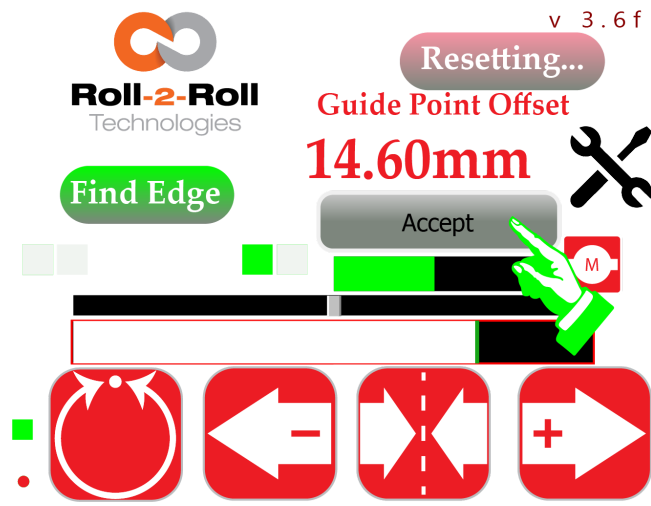 v 3.6f
Resetting...
Roll-2-Roll
Technologies
Guide Point Offset
14.60mm
Find Edge
Accept
M
−
+